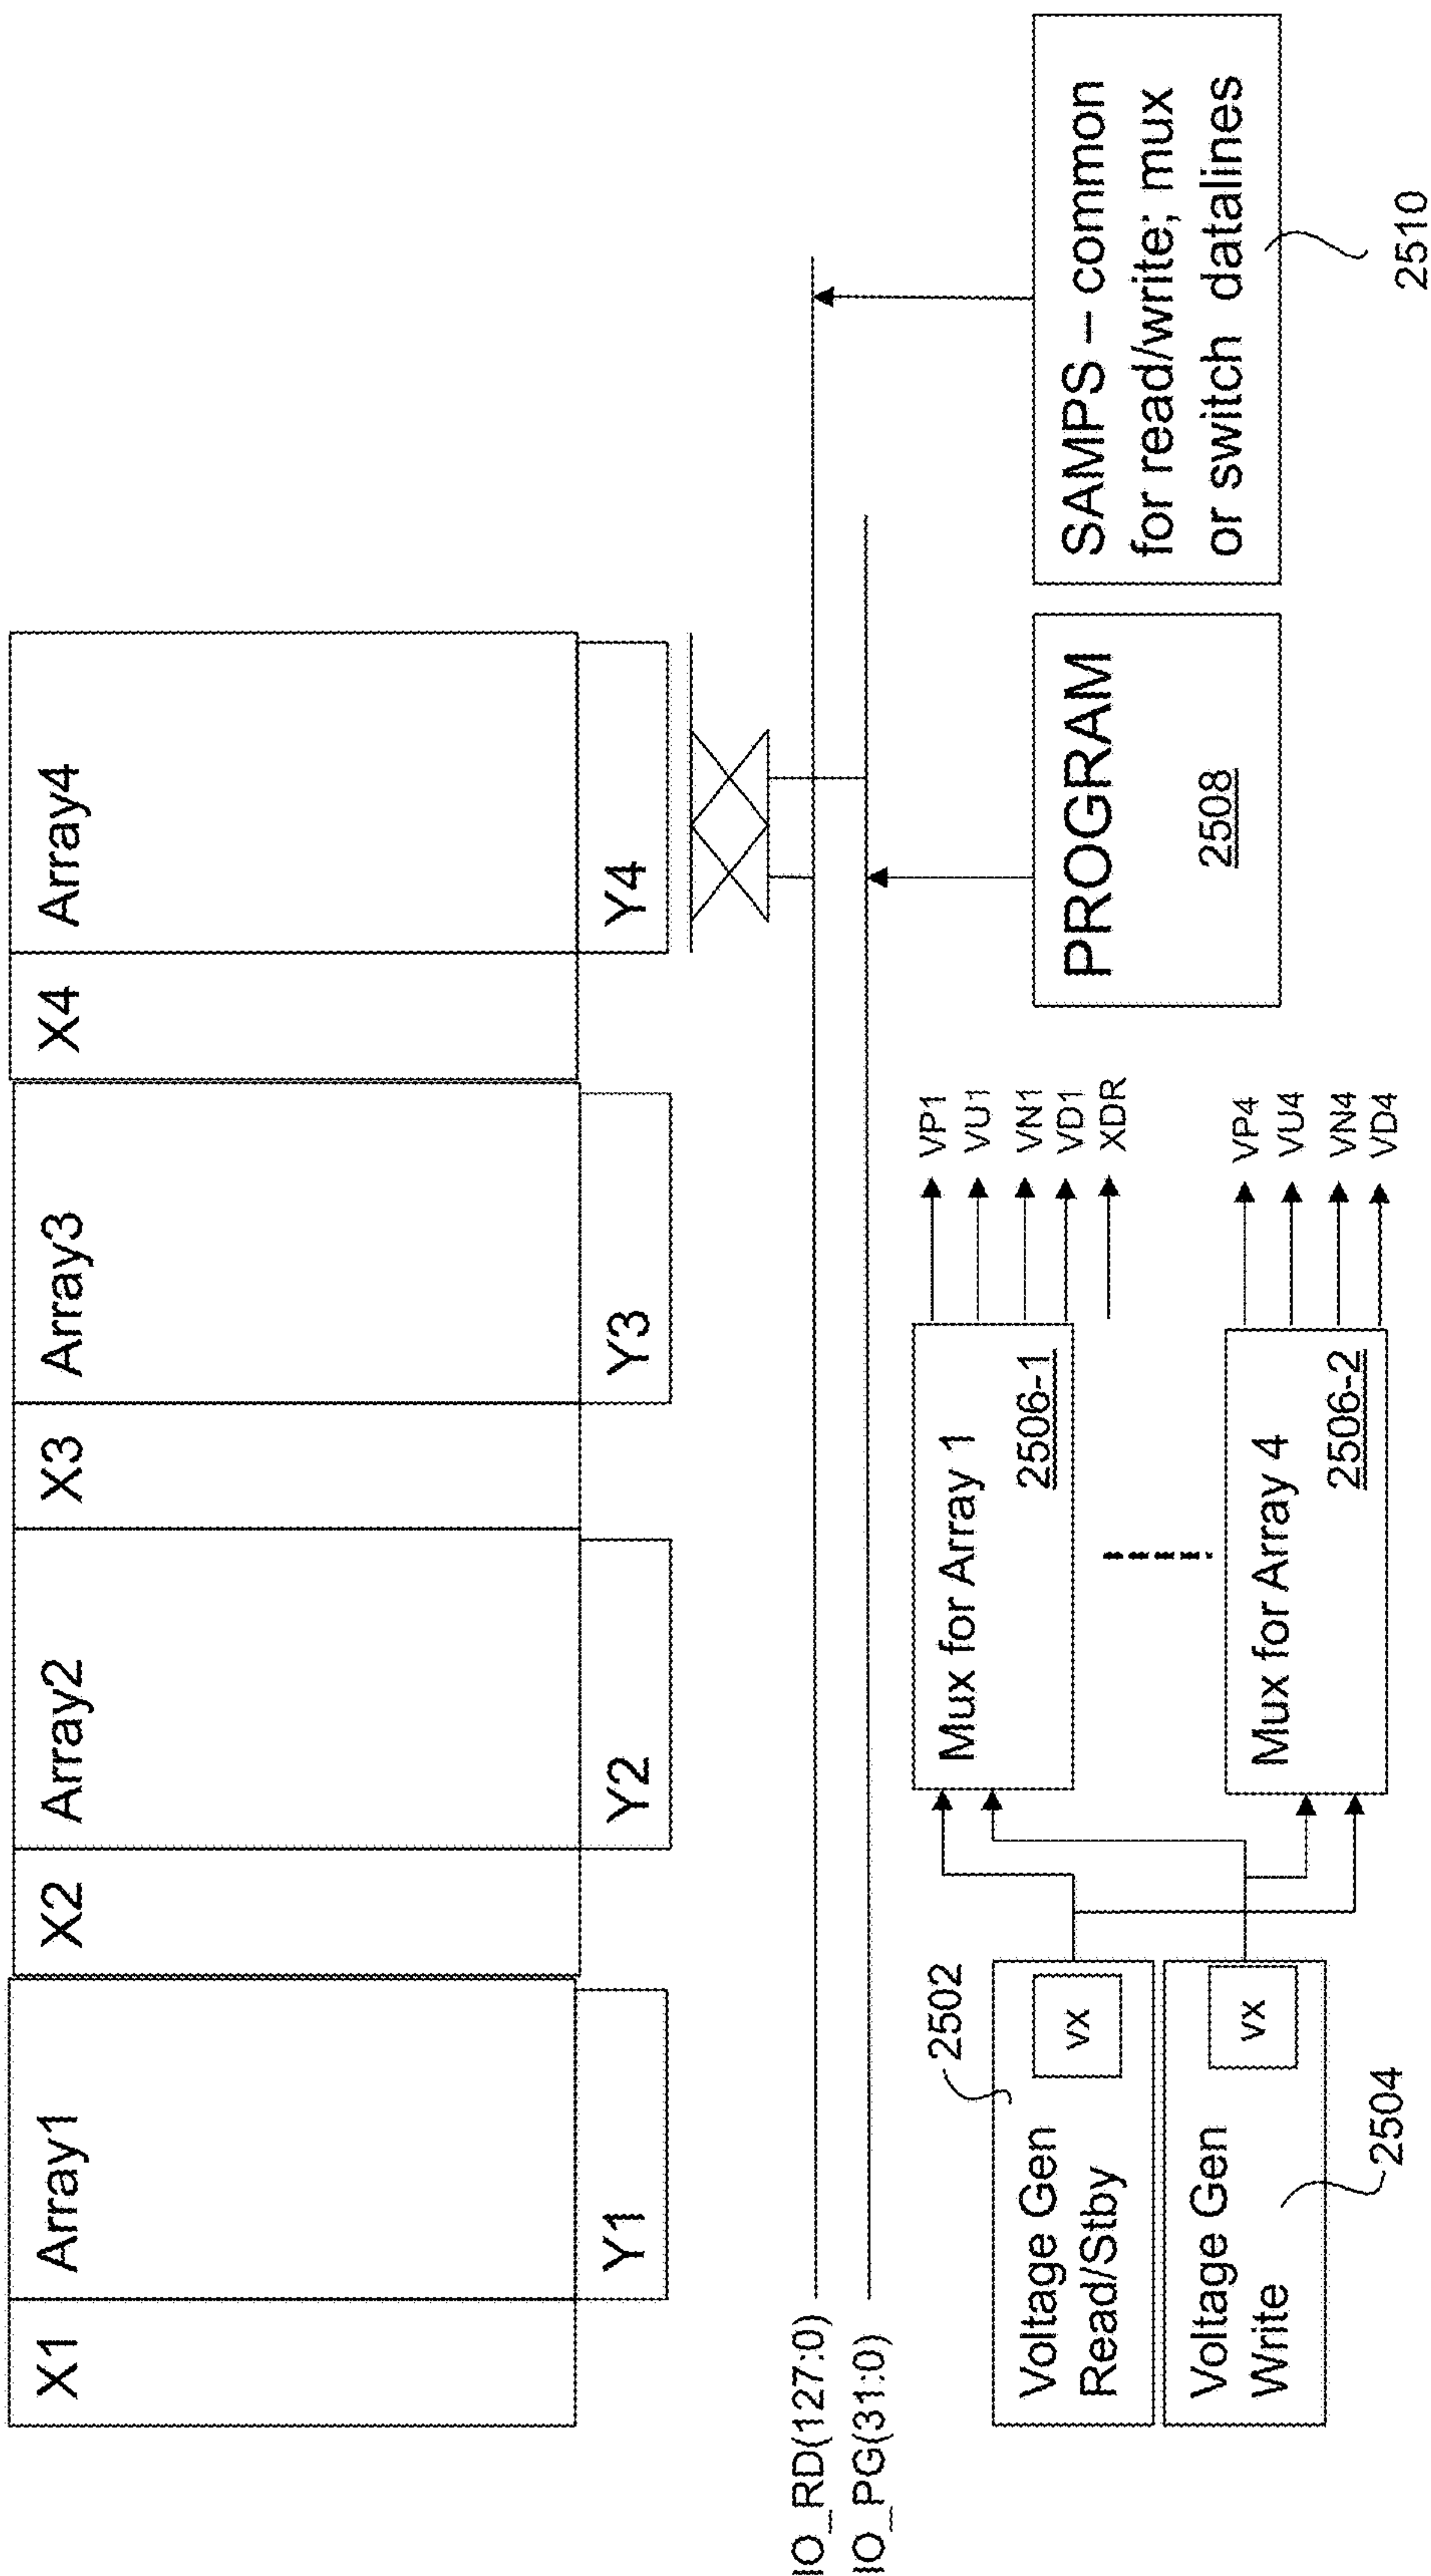 X1
Array1
X2
Array2
X3
Array3
X4
Array4
Y1
Y2
Y3
Y4
IO_RD(127:0)
IO_PG(31:0)
2502
Voltage Gen
Read/Stby
vx
Voltage Gen
Write
vx
2504
Mux for Array 1
2506-1
VP1
VU1
VN1
VD1
XDR
Mux for Array 4
2506-2
VP4
VU4
VN4
VD4
PROGRAM
2508
SAMPS – common
for read/write; mux
or switch datalines
2510